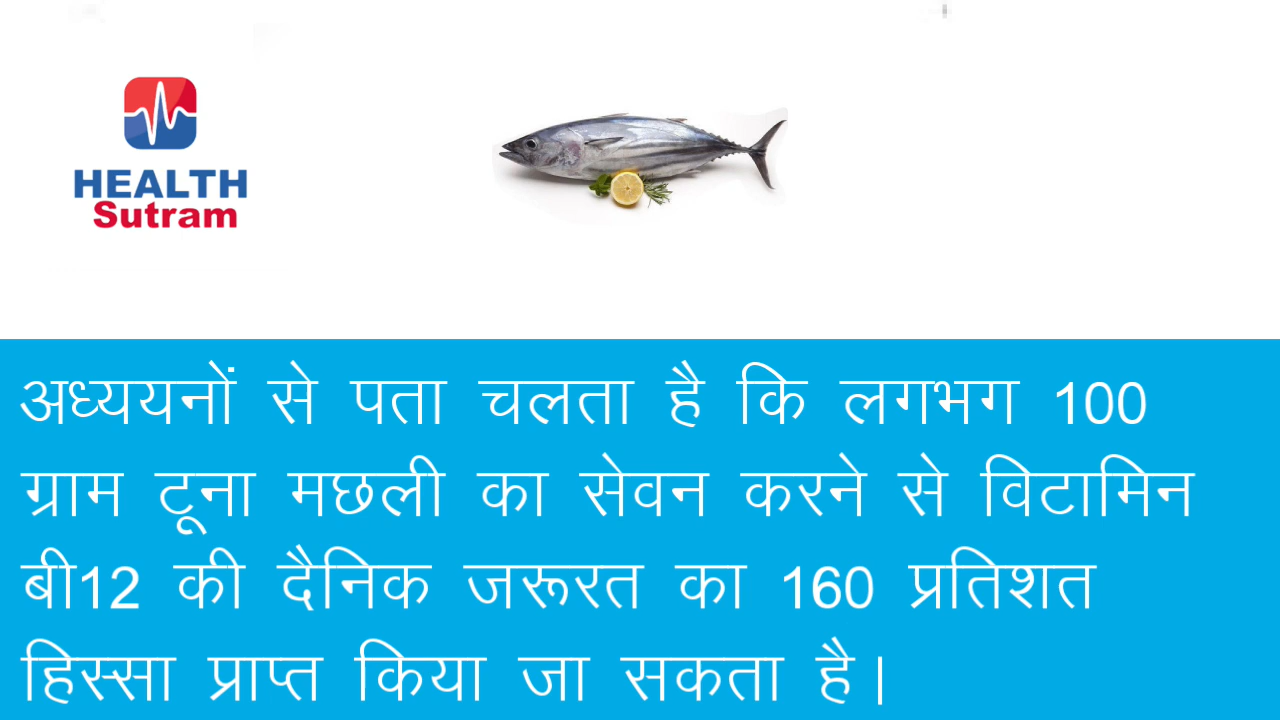 HEALTH
Sutram
अध्ययनों से पता चलता है कि लगभग 100
ग्राम टूना मछली का सेवन करने से विटामिन
बी12 की दैनिक जरूरत का 160 प्रतिशत
हिस्सा प्राप्त किया जा सकता है।